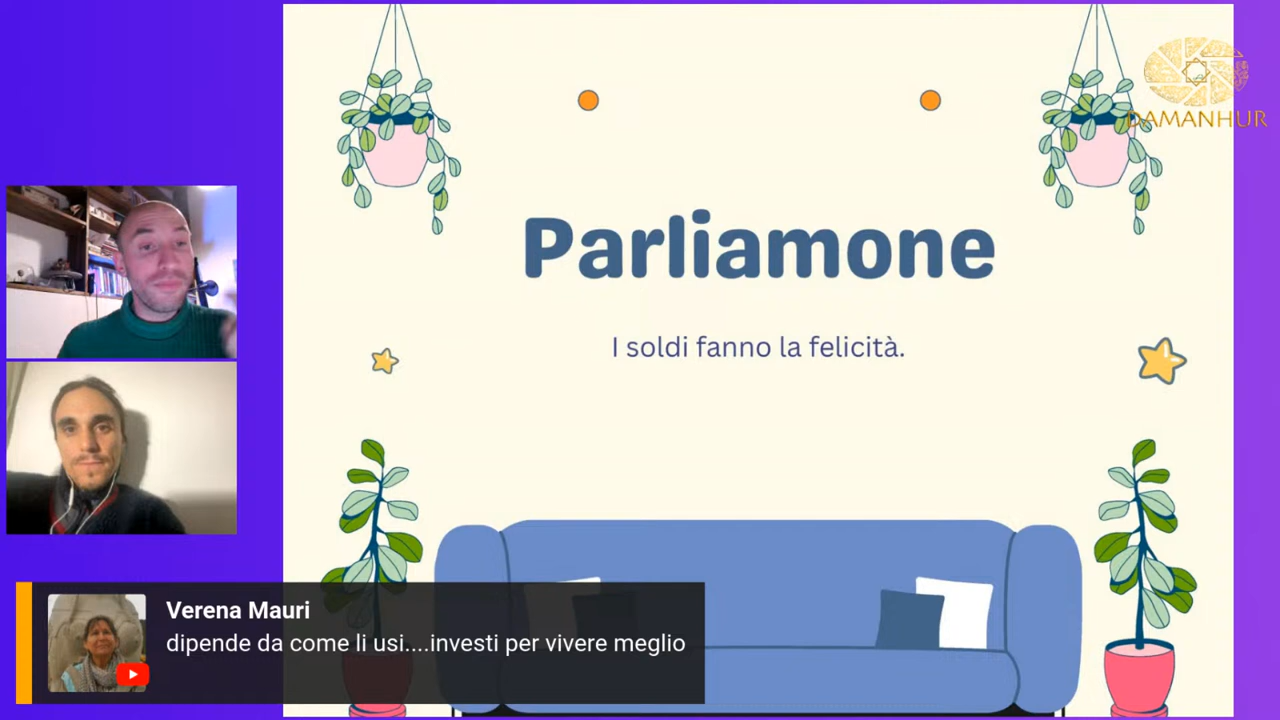 DAMANHUR
Parliamone
I soldi fanno la felicità.
Verena Mauri
dipende da come li usi....investi per vivere meglio